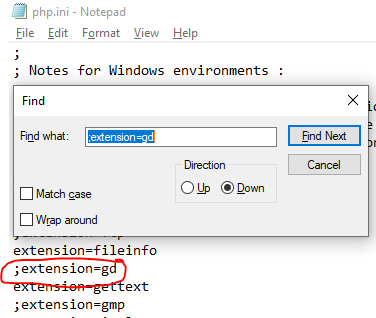 php.ini - Notepad
File Edit Format View Help
;
; Notes for Windows environments :
Find
Find what: ;extension=gd Find Next
Direction Cancel
Up Down
Match case
Wrap around
extension=fileinfo
;extension=gd
extension=gettext
;extension=gmp